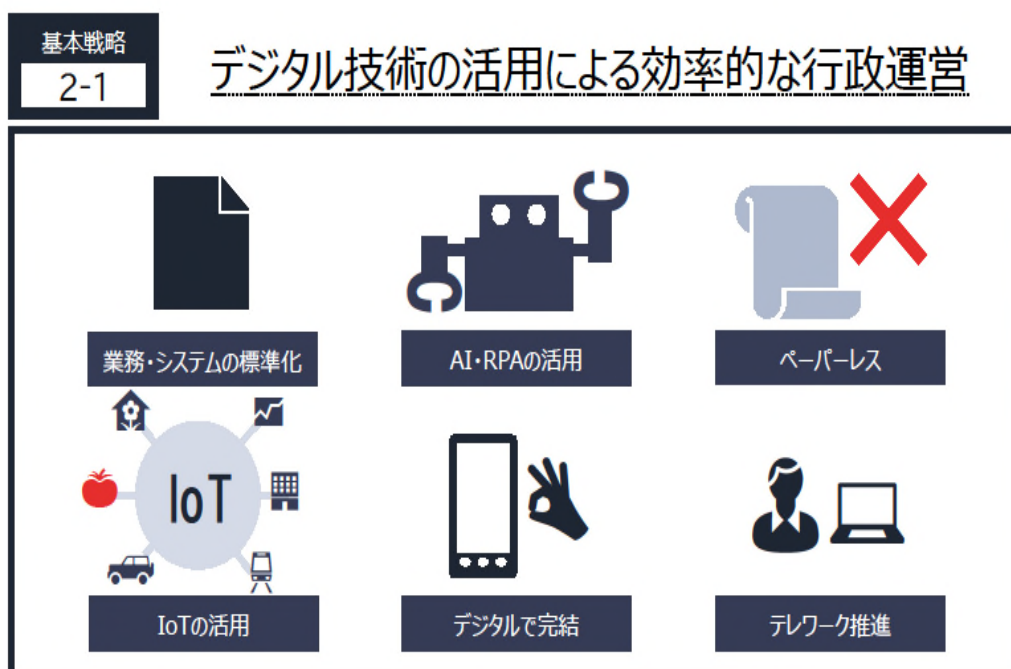 基本戦略
2-1
デジタル技術の活用による効率的な行政運営
業務・システムの標準化
AI・RPAの活用
ペーパーレス
IoT
IoTの活用
デジタルで完結
テレワーク推進